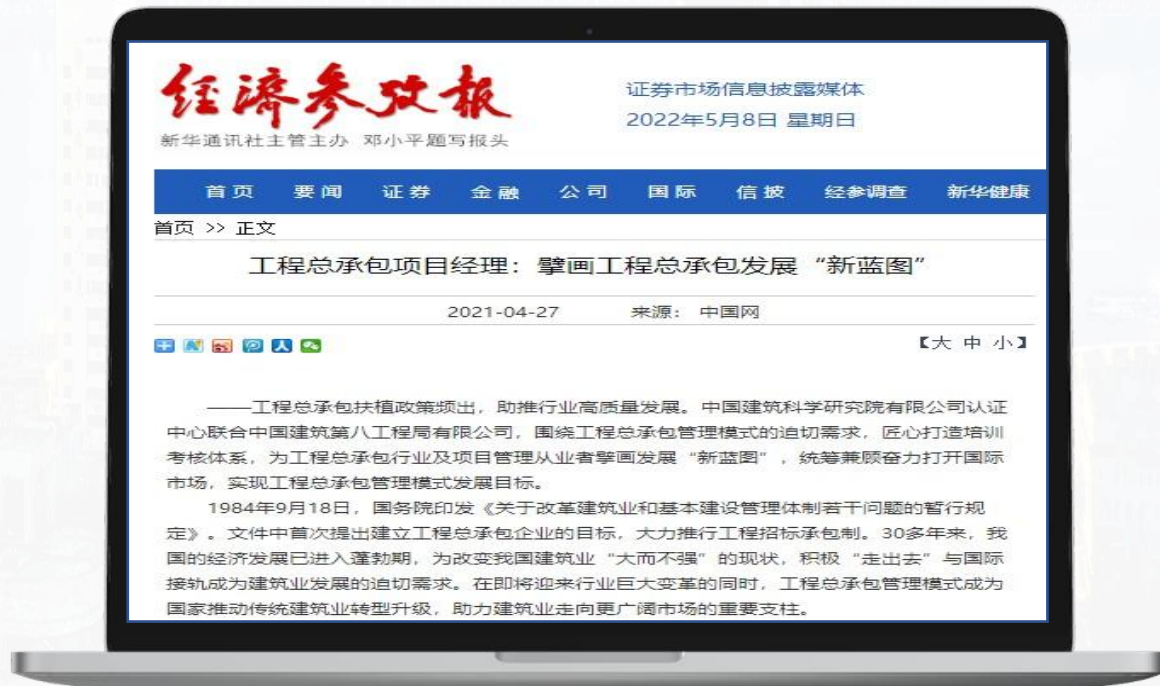 经济参考报
新华通讯社主管主办 邓小平题写报头
证券市场信息披露媒体
2022年5月8日 星期日
首页 要闻 证券 金融 公司 国际 信披 经参调查 新华健康
首页 >> 正文
工程总承包项目经理：擘画工程总承包发展“新蓝图”
2021-04-27 来源： 中国网
【大 中 小】
——工程总承包扶植政策频出，助推行业高质量发展。中国建筑科学研究院有限公司认证
中心联合中国建筑第八工程局有限公司，围绕工程总承包管理模式的迫切需求，匠心打造培训
考核体系，为工程总承包行业及项目管理从业者擘画发展“新蓝图”，统筹兼顾奋力打开国际
市场，实现工程总承包管理模式发展目标。
1984年9月18日，国务院印发《关于改革建筑业和基本建设管理体制若干问题的暂行规
定》。文件中首次提出建立工程总承包企业的目标，大力推行工程招标承包制。30多年来，我
国的经济发展已进入蓬勃期，为改变我国建筑业“大而不强”的现状，积极“走出去”与国际
接轨成为建筑业发展的迫切需求。在即将迎来行业巨大变革的同时，工程总承包管理模式成为
国家推动传统建筑业转型升级，助力建筑业走向更广阔市场的重要支柱。